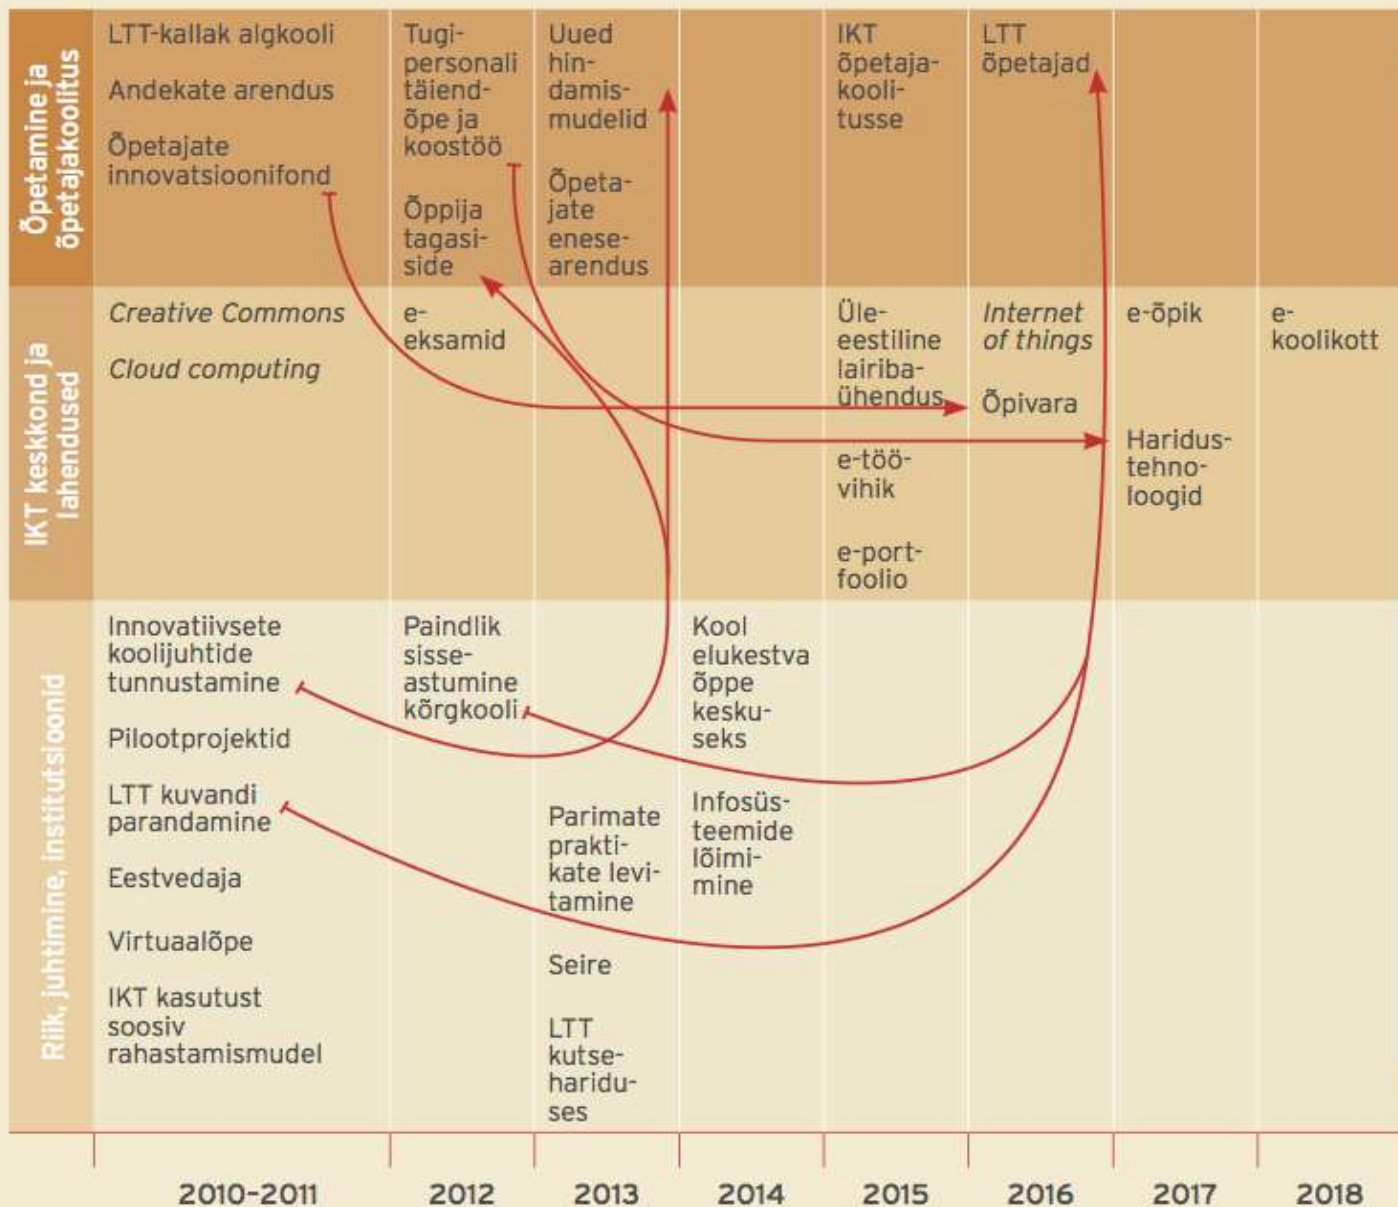 Õpetamine ja
õpetajakoolitus
LTT-kallak algkooli
Andekate arendus
Õpetajate
innovatsioonifond
Tugi-
personali
täiend-
õpe ja
koostöö
Õppija
tagasi-
side
Uued
hin-
damis-
mudelid
Õpeta-
jate
enese-
arendus
IKT
õpetaja-
kooli-
tusse
LTT
õpetajad
IKT keskkond ja
lahendused
Creative Commons
Cloud computing
e-
eksamid
Üle-
eestiline
lairiba-
ühendus
e-töö-
vihik
e-port-
foolio
Internet
of things
Õpivara
e-õpik
Haridus-
tehno-
loogid
e-
koolikott
Riik, juhtimine, institutsioonid
Innovatiivsete
koolijuhtide
tunnustamine
Pilootprojektid
LTT kuvandi
parandamine
Eestvedaja
Virtuaalõpe
IKT kasutust
soosiv
rahastamismudel
Paindlik
sisse-
astumine
kõrgkooli
Parimate
prakti-
kate levi-
tamine
Seire
LTT
kutse-
haridu-
ses
Kool
elukestva
õppe
kesku-
seks
Infosüs-
teemide
lõimi-
mine
2010-2011
2012
2013
2014
2015
2016
2017
2018